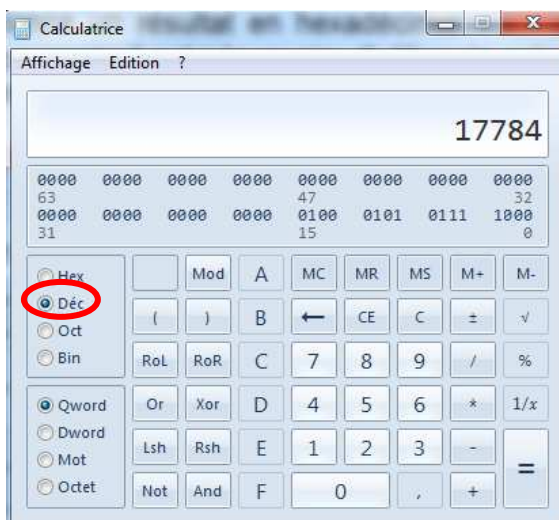 Calculatrice
Affichage Edition ?
17784
0000 0000 0000 0000 0000 0000 0000 0000
63 47 32
0000 0000 0000 0000 0100 0101 0111 1000
31 15 0
Hex Mod A MC MR MS M+ M-
Déc ( ) B ← CE C ± √
Oct
Bin RoL RoR C 7 8 9 / %
Qword Or Xor D 4 5 6 * 1/x
Dword Lsh Rsh E 1 2 3 - =
Mot
Octet Not And F 0 , +